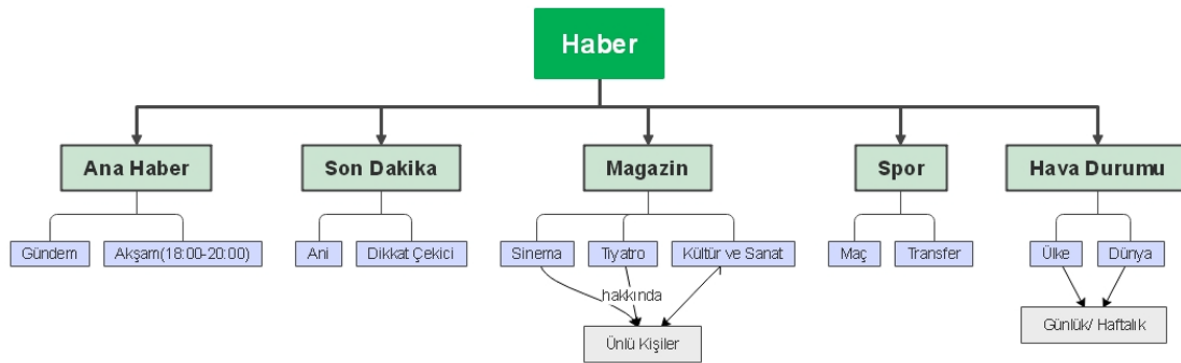 Haber
Ana Haber
Son Dakika
Magazin
Spor
Hava Durumu
Gündem
Akşam(18:00-20:00)
Ani
Dikkat Çekici
Sinema
Tiyatro
Kültür ve Sanat
Maç
Transfer
Ülke
Dünya
hakkında
Ünlü Kişiler
Günlük/ Haftalık